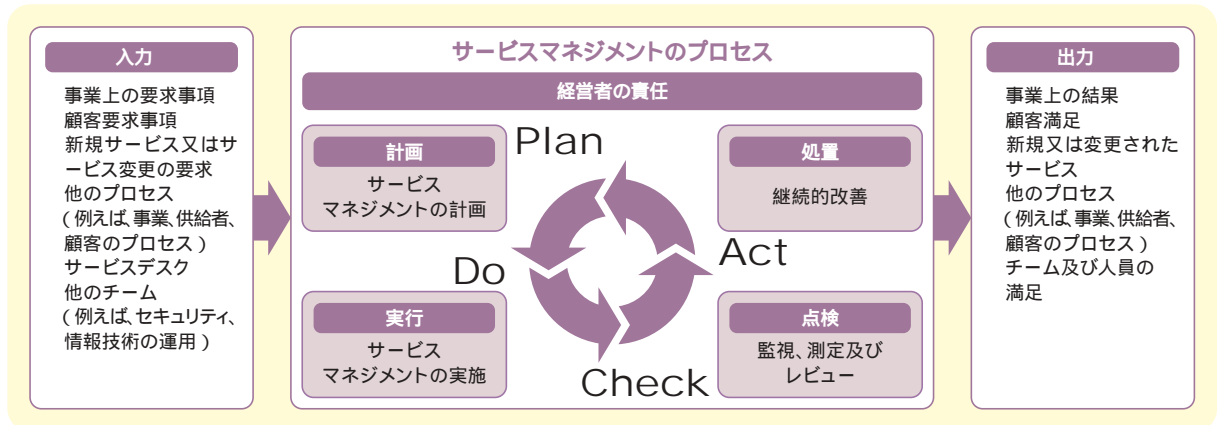 入力
事業上の要求事項
顧客要求事項
新規サービス又はサ
ービス変更の要求
他のプロセス
(例えば、事業、供給者、
顧客のプロセス)
サービスデスク
他のチーム
(例えば、セキュリティ、
情報技術の運用)
サービスマネジメントのプロセス
経営者の責任
計画
サービス
マネジメントの計画
Plan
処置
継続的改善
Act
Do
実行
サービス
マネジメントの実施
Check
点検
監視、測定及び
レビュー
出力
事業上の結果
顧客満足
新規又は変更された
サービス
他のプロセス
(例えば、事業、供給者、
顧客のプロセス)
チーム及び人員の
満足